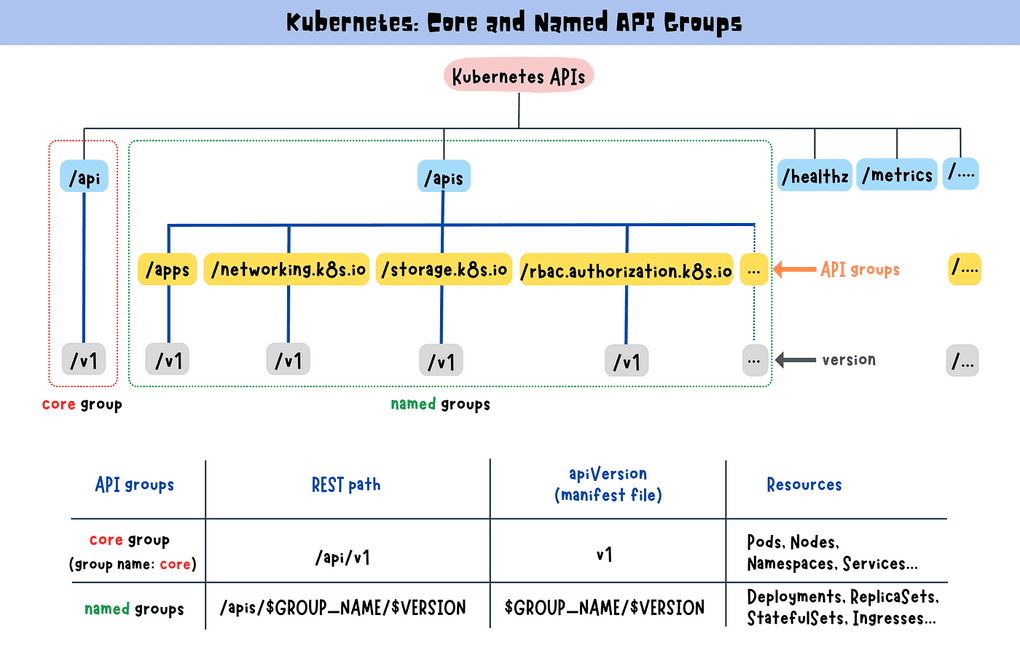 Kubernetes: Core and Named API Groups
Kubernetes APIs
/api
/apis
/healthz
/metrics
/....
/apps
/networking.k8s.io
/storage.k8s.io
/rbac.authorization.k8s.io
...
API groups
/....
/v1
/v1
/v1
/v1
/v1
...
version
/...
core group
named groups
API groups
REST path
apiVersion
(manifest file)
Resources
core group
(group name: core)
/api/v1
v1
Pods, Nodes,
Namespaces, Services...
named groups
/apis/$GROUP_NAME/$VERSION
$GROUP_NAME/$VERSION
Deployments, ReplicaSets,
StatefulSets, Ingresses...